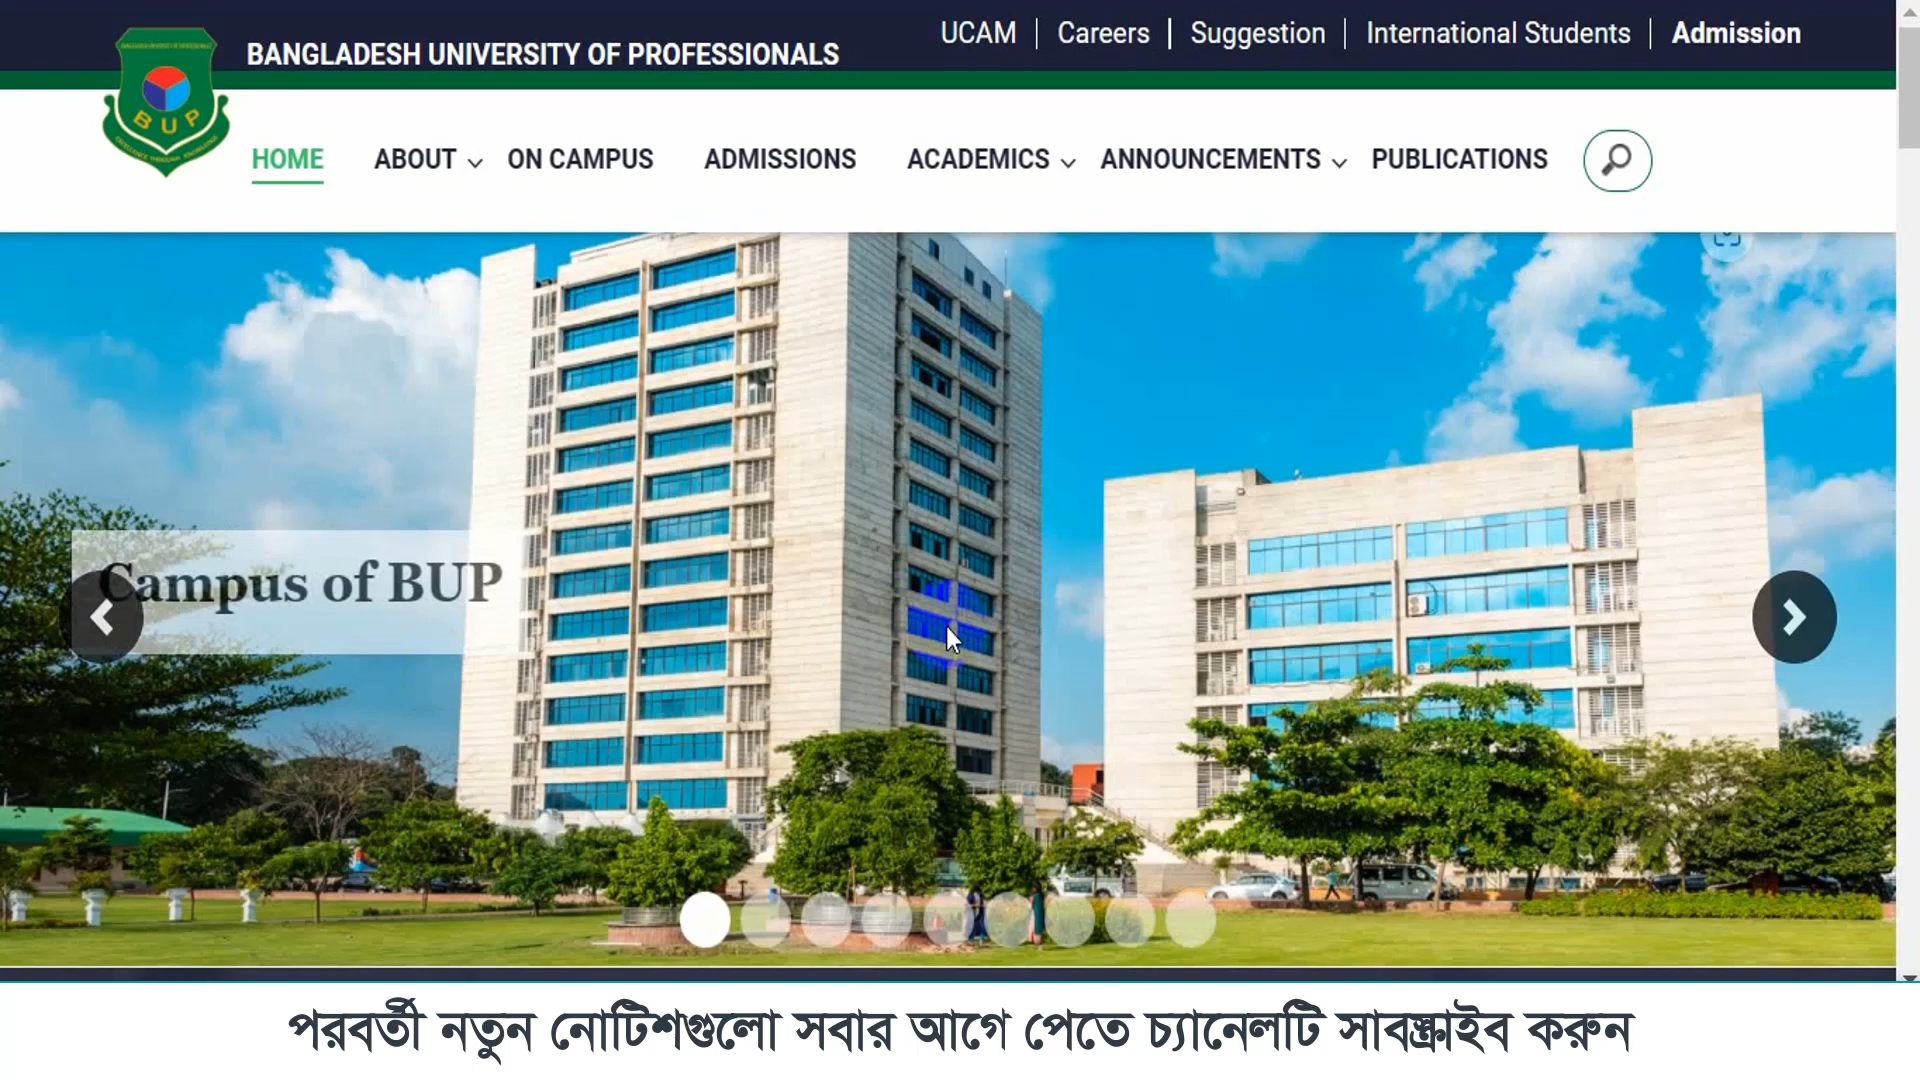 UCAM Careers Suggestion International Students Admission
BANGLADESH UNIVERSITY OF PROFESSIONALS
BUP
HOME ABOUT ON CAMPUS ADMISSIONS ACADEMICS ANNOUNCEMENTS PUBLICATIONS
Campus of BUP
পরবর্তী নতুন নোটিশগুলো সবার আগে পেতে চ্যানেলটি সাবস্ক্রাইব করুন